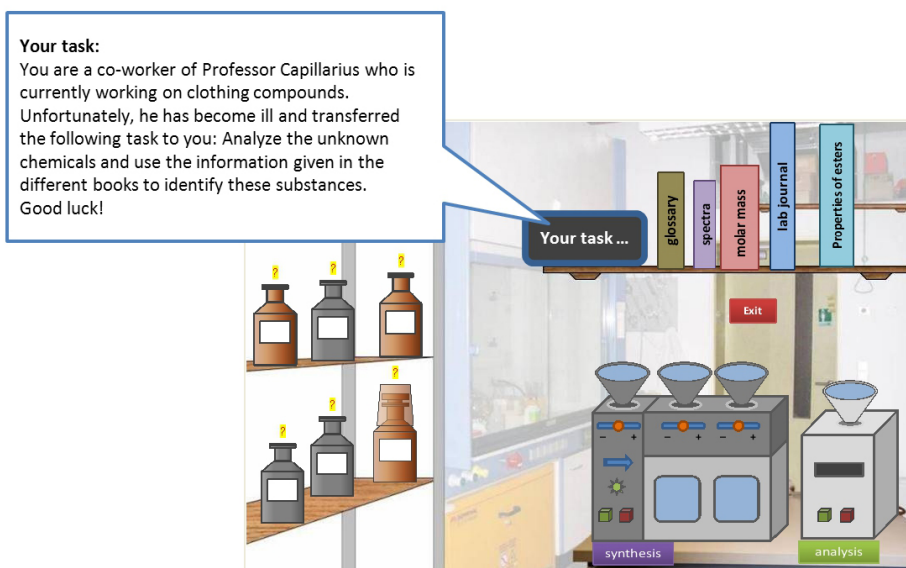 Your task:
You are a co-worker of Professor Capillarius who is
currently working on clothing compounds.
Unfortunately, he has become ill and transferred
the following task to you: Analyze the unknown
chemicals and use the information given in the
different books to identify these substances.
Good luck!
Your task ...
glossary
spectra
molar mass
lab journal
Properties of esters
Exit
? ? ?
? ? ?
− + − + − +
synthesis
analysis